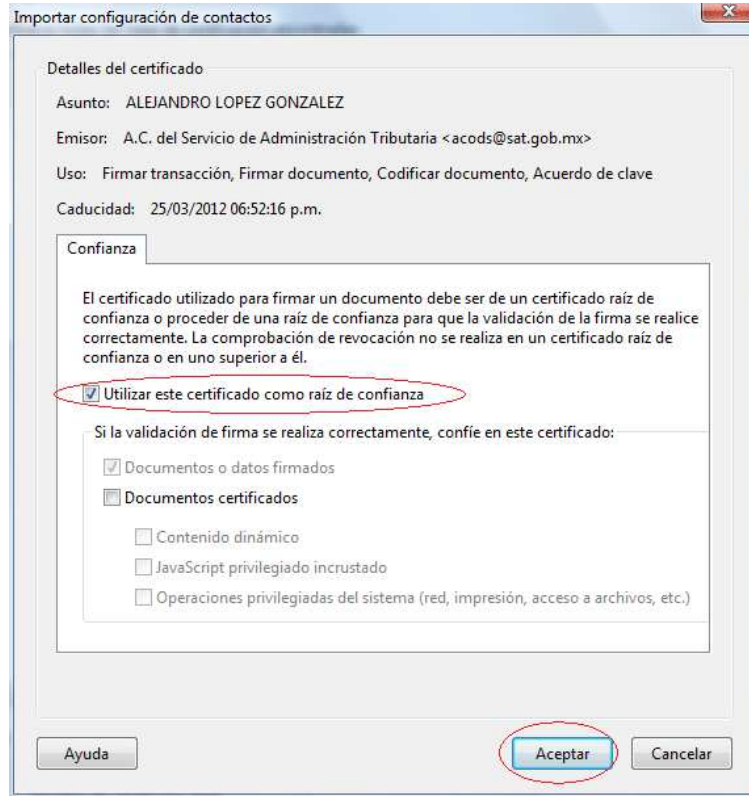 Importar configuración de contactos
Detalles del certificado
Asunto: ALEJANDRO LOPEZ GONZALEZ
Emisor: A.C. del Servicio de Administración Tributaria <acods@sat.gob.mx>
Uso: Firmar transacción, Firmar documento, Codificar documento, Acuerdo de clave
Caducidad: 25/03/2012 06:52:16 p.m.
Confianza
El certificado utilizado para firmar un documento debe ser de un certificado raíz de
confianza o proceder de una raíz de confianza para que la validación de la firma se realice
correctamente. La comprobación de revocación no se realiza en un certificado raíz de
confianza o en uno superior a él.
Utilizar este certificado como raíz de confianza
Si la validación de firma se realiza correctamente, confíe en este certificado:
Documentos o datos firmados
Documentos certificados
Contenido dinámico
JavaScript privilegiado incrustado
Operaciones privilegiadas del sistema (red, impresión, acceso a archivos, etc.)
Ayuda
Aceptar
Cancelar